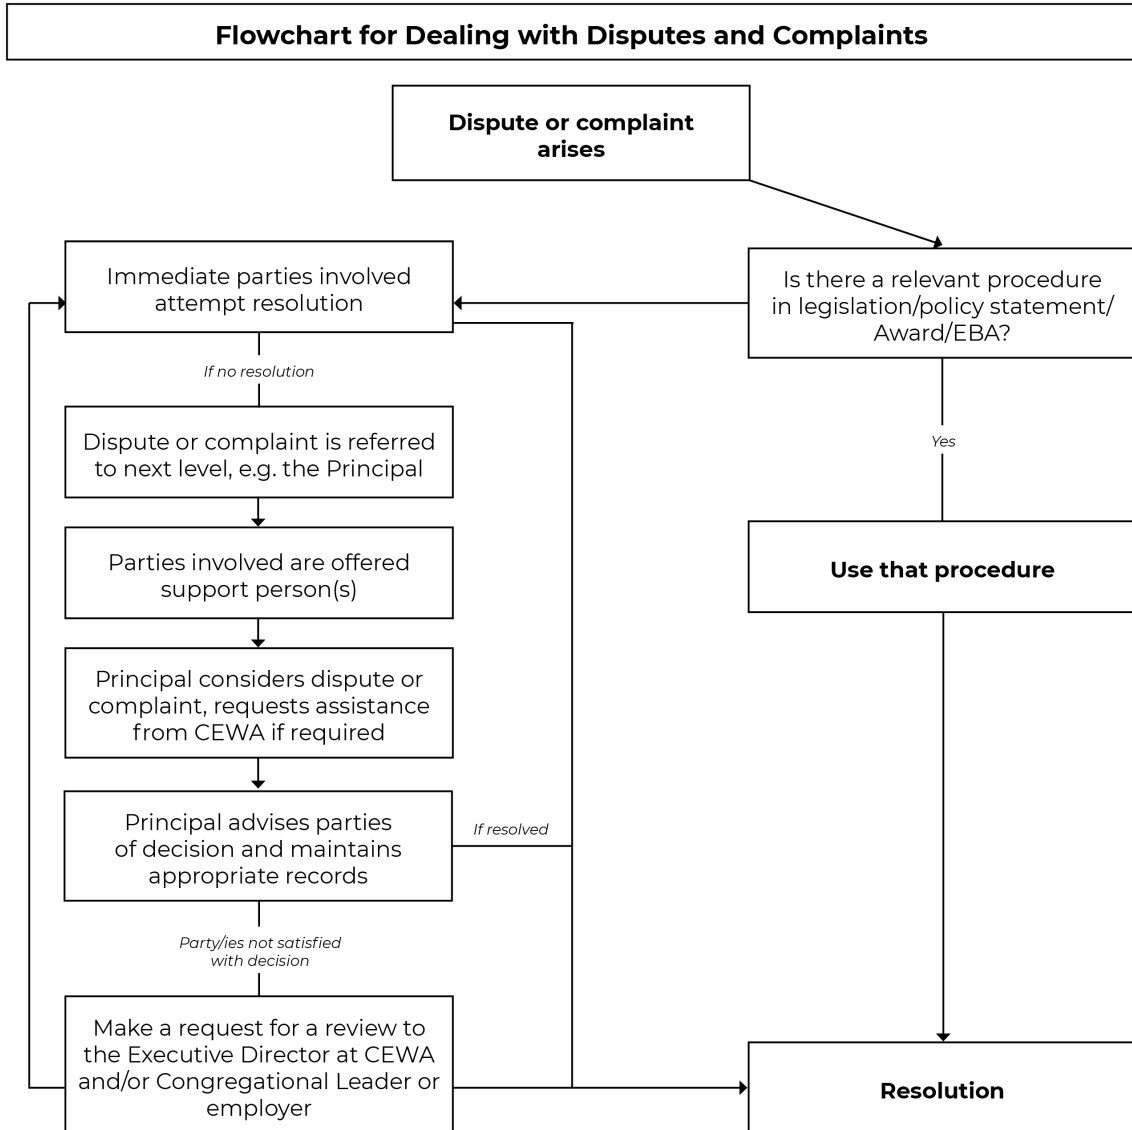 Flowchart for Dealing with Disputes and Complaints
Dispute or complaint
arises
Is there a relevant procedure
in legislation/policy statement/
Award/EBA?
Immediate parties involved
attempt resolution
If no resolution
Yes
Dispute or complaint is referred
to next level, e.g. the Principal
Parties involved are offered
support person(s)
Use that procedure
Principal considers dispute or
complaint, requests assistance
from CEWA if required
Principal advises parties
of decision and maintains
appropriate records
If resolved
Party/ies not satisfied
with decision
Make a request for a review to
the Executive Director at CEWA
and/or Congregational Leader or
employer
Resolution